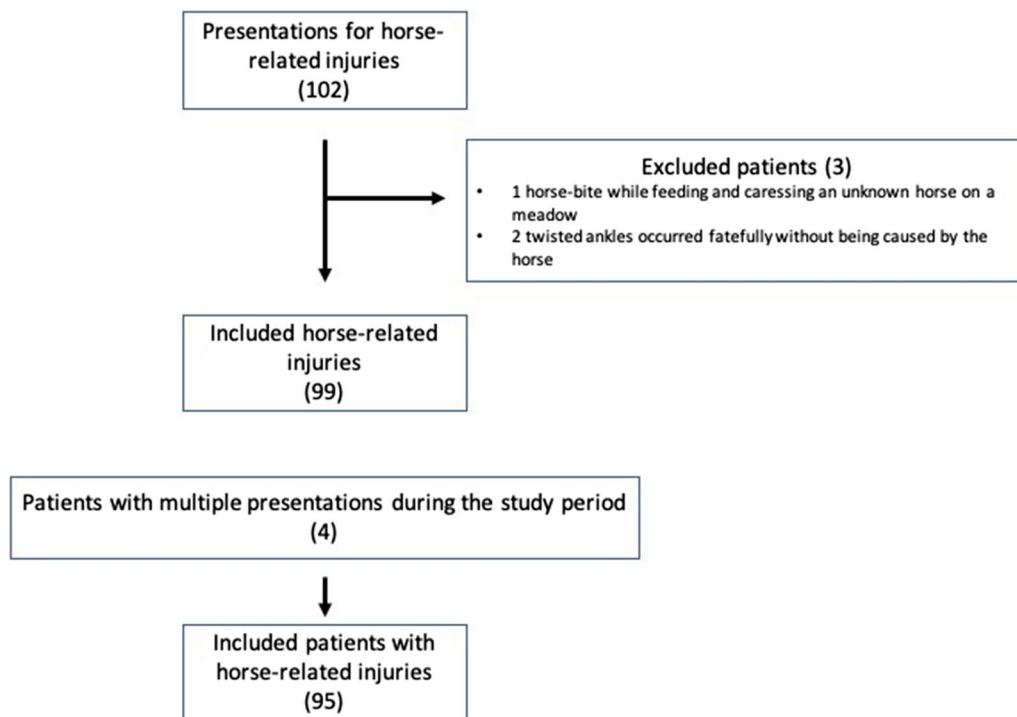 Presentations for horse-
related injuries
(102)
Excluded patients (3)
• 1 horse-bite while feeding and caressing an unknown horse on a
meadow
• 2 twisted ankles occurred fatefully without being caused by the
horse
Included horse-related
injuries
(99)
Patients with multiple presentations during the study period
(4)
Included patients with
horse-related injuries
(95)